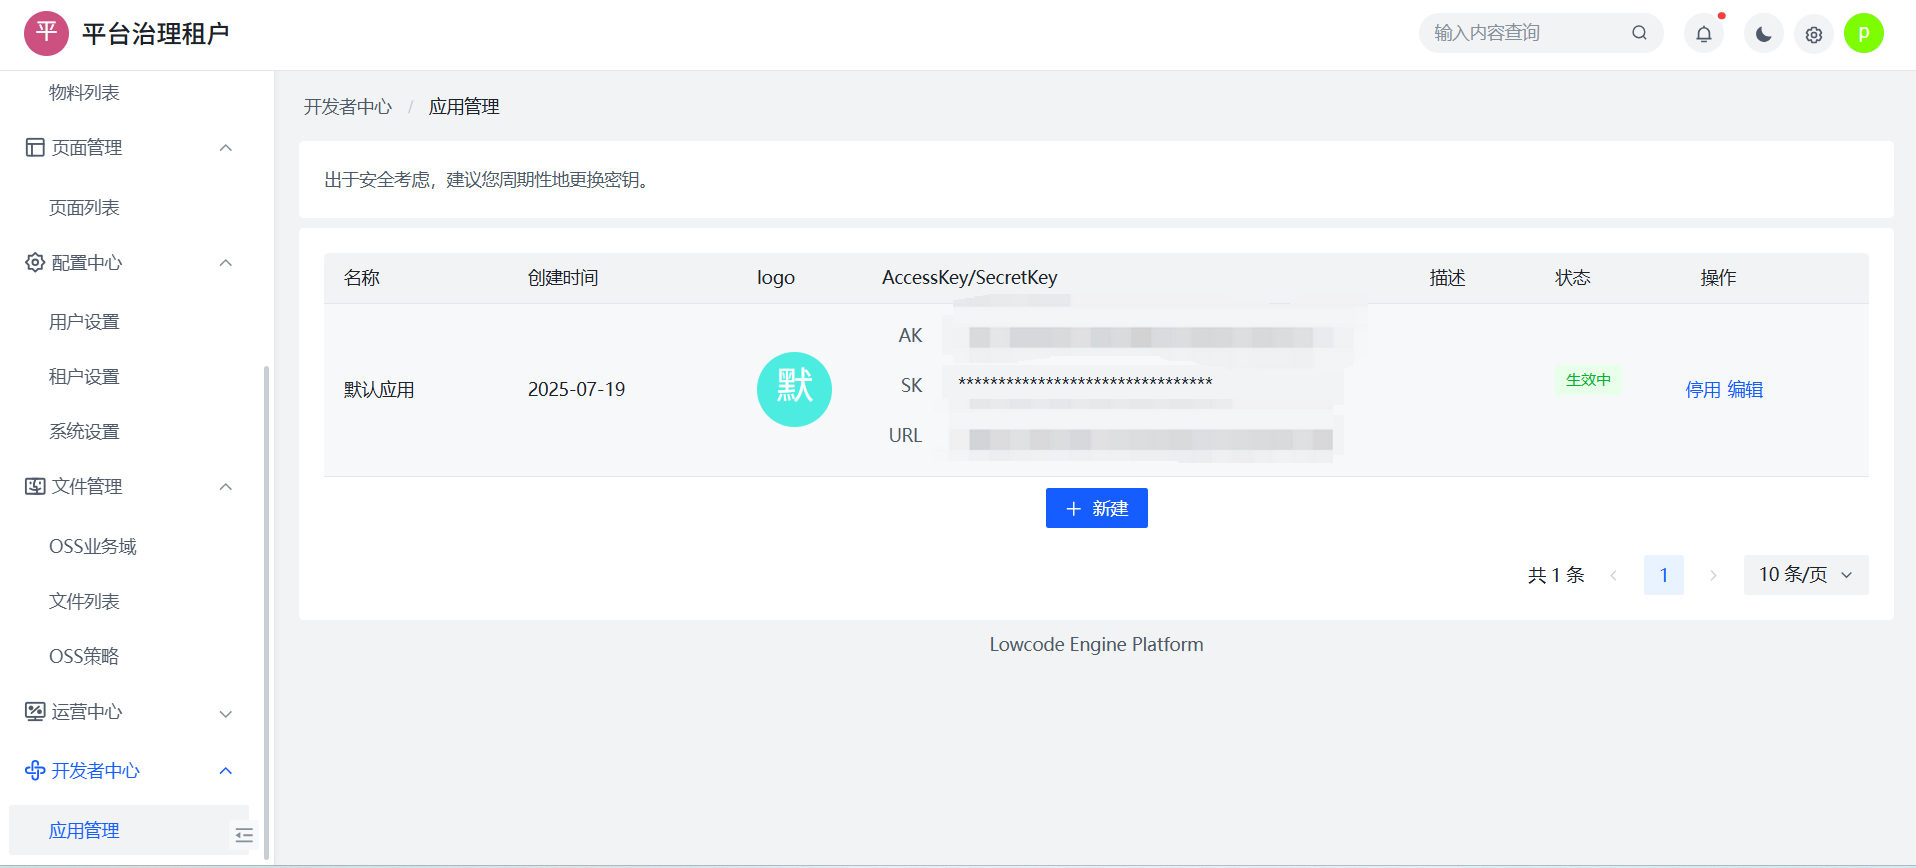 平 平台治理租户
输入内容查询
p
物料列表
页面管理
页面列表
配置中心
用户设置
租户设置
系统设置
文件管理
OSS业务域
文件列表
OSS策略
运营中心
开发者中心
应用管理
开发者中心 / 应用管理
出于安全考虑，建议您周期性地更换密钥。
名称 创建时间 logo AccessKey/SecretKey 描述 状态 操作
AK
默认应用 2025-07-19 默 SK ******************************** 生效中 停用 编辑
URL
+ 新建
共 1 条 1 10 条/页
Lowcode Engine Platform